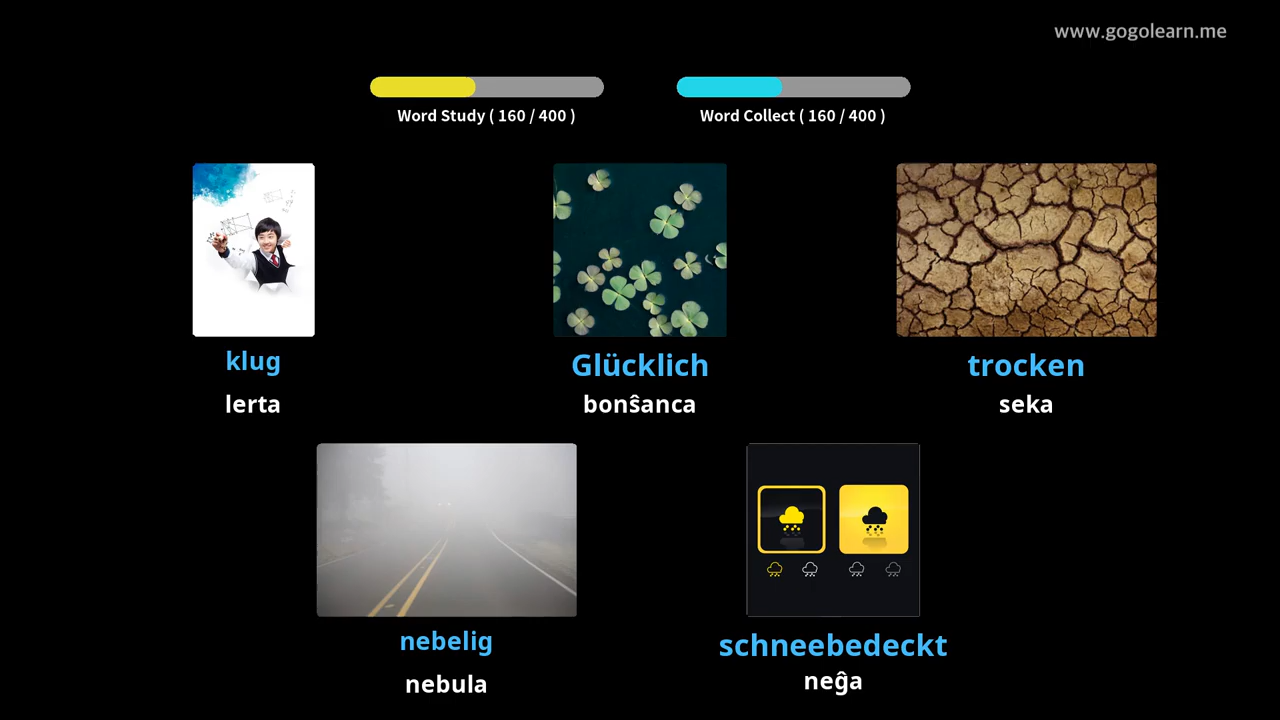 www.gogolearn.me
Word Study ( 160 / 400 )
Word Collect ( 160 / 400 )
klug
lerta
Glücklich
bonŝanca
trocken
seka
nebelig
nebula
schneebedeckt
neĝa